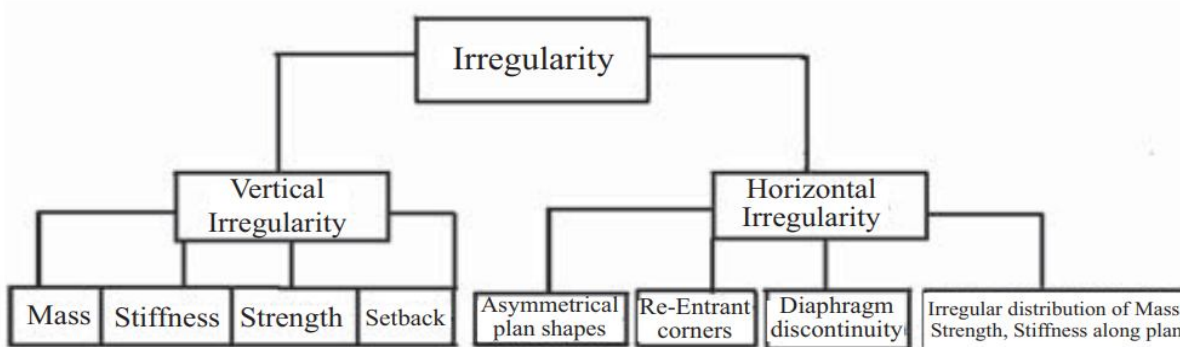 Irregularity
Vertical
Irregularity
Horizontal
Irregularity
Mass
Stiffness
Strength
Setback
Asymmetrical
plan shapes
Re-Entrant
corners
Diaphragm
discontinuity
Irregular distribution of Mass
Strength, Stiffness along plan